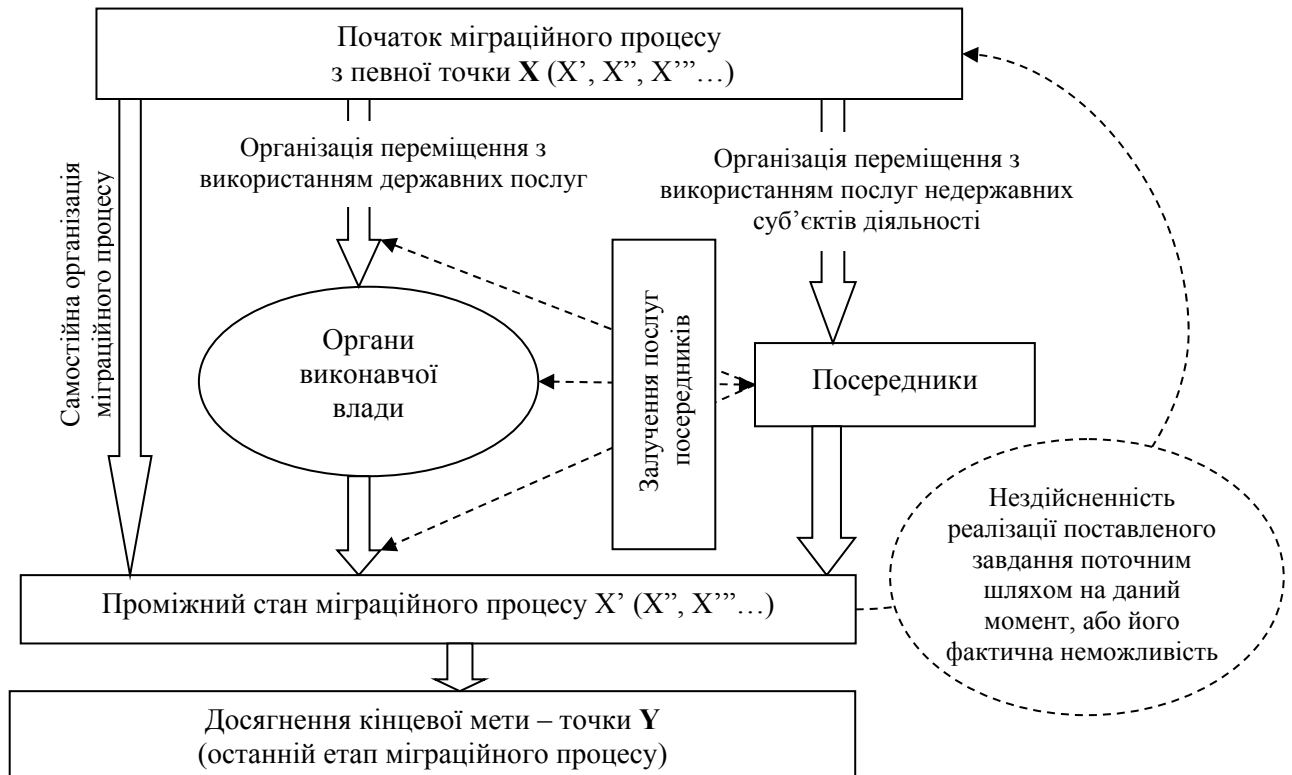 Початок міграційного процесу
з певної точки X (X’, X”, X’”…)
Самостійна організація
міграційного процесу
Організація переміщення з
використанням державних послуг
Організація переміщення з
використанням послуг недержавних
суб’єктів діяльності
Органи
виконавчої
влади
Залучення послуг
посередників
Посередники
Нездійсненність
реалізації поставленого
завдання поточним
шляхом на даний
момент, або його
фактична неможливість
Проміжний стан міграційного процесу X’ (X”, X’”…)
Досягнення кінцевої мети – точки Y
(останній етап міграційного процесу)